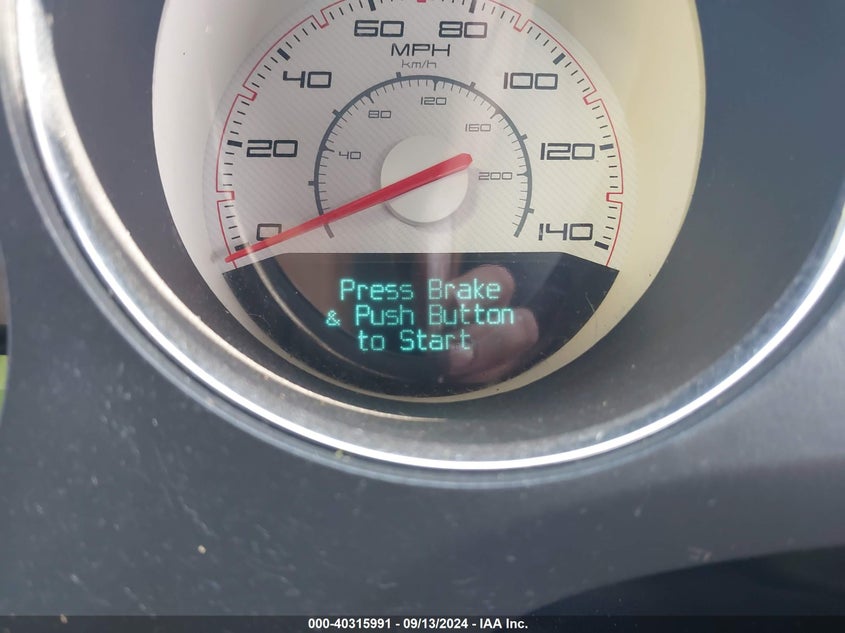 60 80
MPH
km/h
40 100
120
80 160
20 120
40 200
0 140
Press Brake
& Push Button
to Start
000-40315991 - 09/13/2024 - IAA Inc.